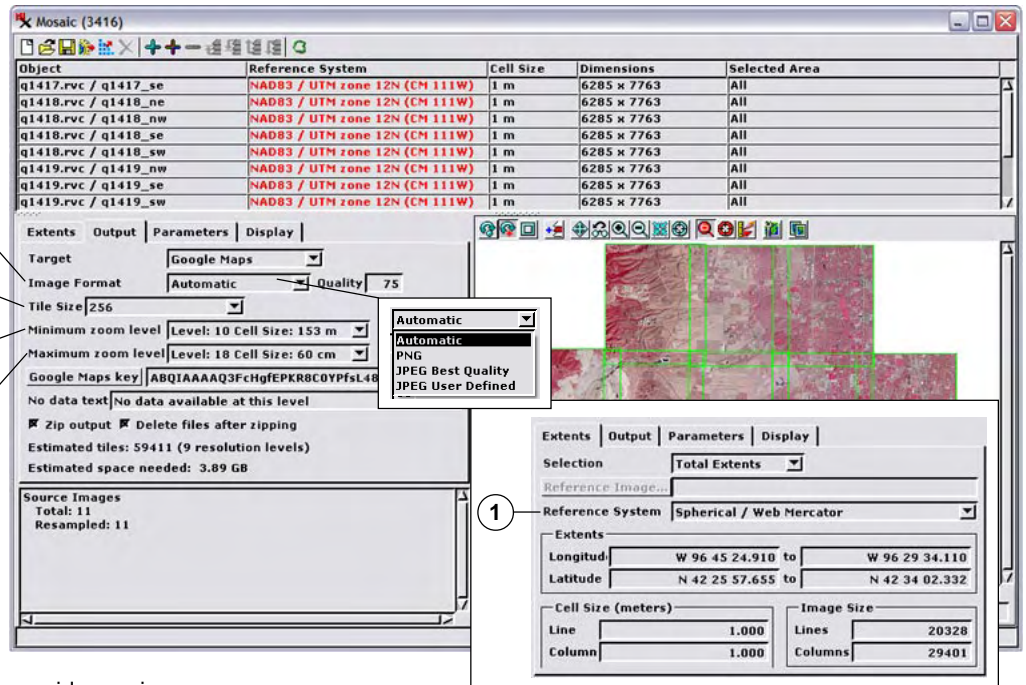 Mosaic (3416)
Object Reference System Cell Size Dimensions Selected Area
q1417.rvc / q1417_se NAD83 / UTM zone 12N (CM 111W) 1 m 6285 x 7763 All
q1418.rvc / q1418_ne NAD83 / UTM zone 12N (CM 111W) 1 m 6285 x 7763 All
q1418.rvc / q1418_nw NAD83 / UTM zone 12N (CM 111W) 1 m 6285 x 7763 All
q1418.rvc / q1418_se NAD83 / UTM zone 12N (CM 111W) 1 m 6285 x 7763 All
q1418.rvc / q1418_sw NAD83 / UTM zone 12N (CM 111W) 1 m 6285 x 7763 All
q1419.rvc / q1419_nw NAD83 / UTM zone 12N (CM 111W) 1 m 6285 x 7763 All
q1419.rvc / q1419_se NAD83 / UTM zone 12N (CM 111W) 1 m 6285 x 7763 All
q1419.rvc / q1419_sw NAD83 / UTM zone 12N (CM 111W) 1 m 6285 x 7763 All
Extents Output Parameters Display
Target Google Maps
Image Format Automatic Quality 75
Tile Size 256
Minimum zoom level Level: 10 Cell Size: 153 m
Maximum zoom level Level: 18 Cell Size: 60 cm
Google Maps key ABQIAAAAQ3FcHgfEPKR8C0YPfsL48
No data text No data available at this level
Zip output Delete files after zipping
Estimated tiles: 59411 (9 resolution levels)
Estimated space needed: 3.89 GB
Automatic
Automatic
PNG
JPEG Best Quality
JPEG User Defined
Source Images
Total: 11
Resampled: 11
1
Extents Output Parameters Display
Selection Total Extents
Reference Image...
Reference System Spherical / Web Mercator
Extents
Longitud W 96 45 24.910 to W 96 29 34.110
Latitude N 42 25 57.655 to N 42 34 02.332
Cell Size (meters) Image Size
Line 1.000 Lines 20328
Column 1.000 Columns 29401